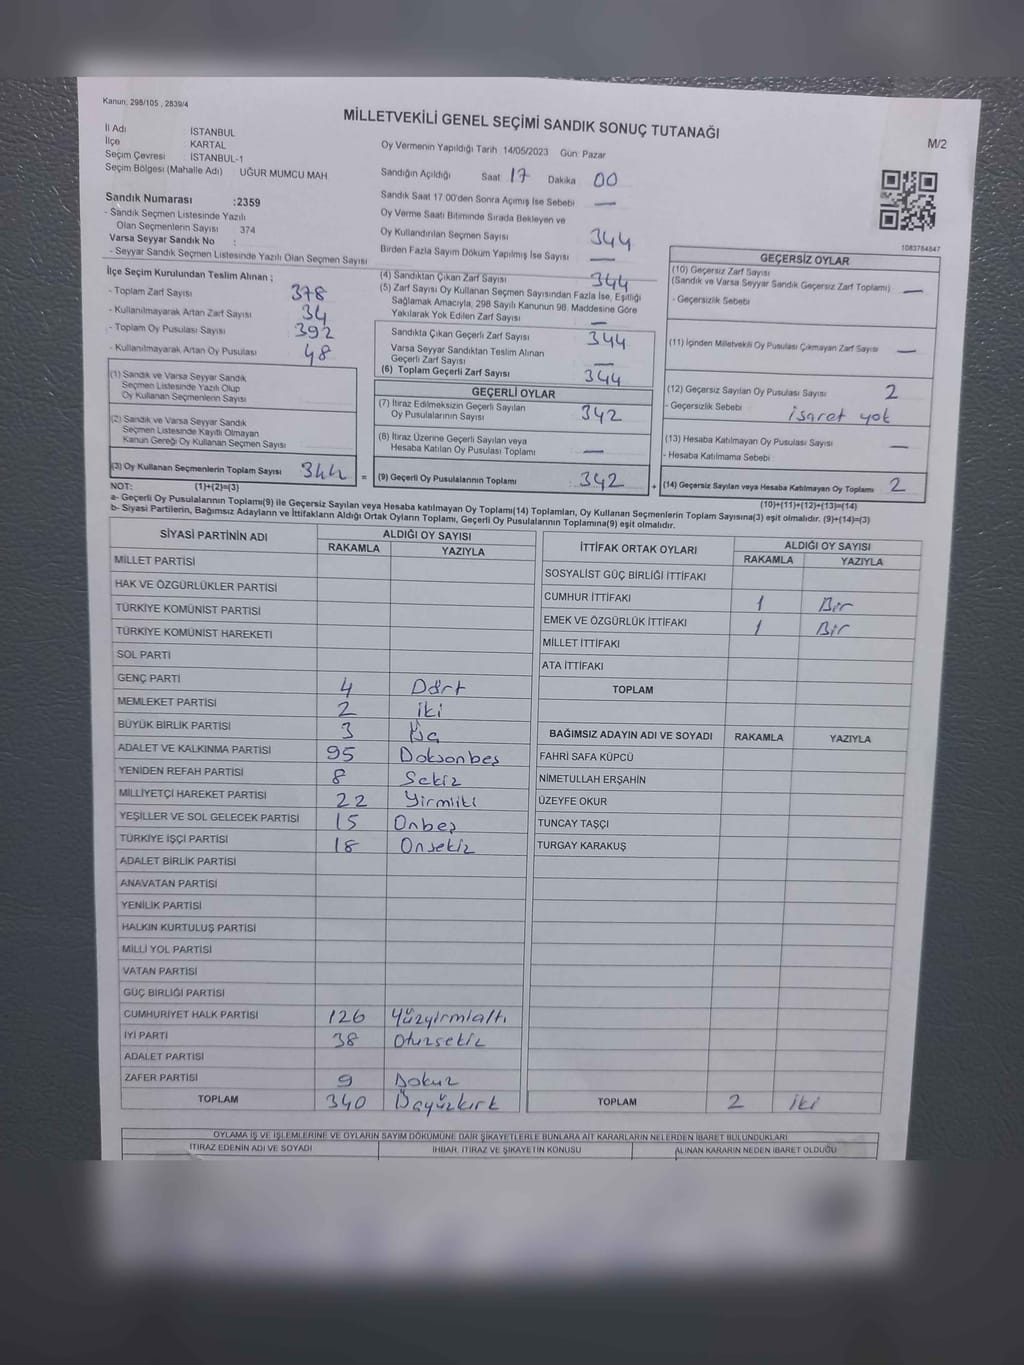 Kanun: 298/105 , 2839/4
MİLLETVEKİLİ GENEL SEÇİMİ SANDIK SONUÇ TUTANAĞI
M/2
İl Adı : İSTANBUL
İlçe : KARTAL
Seçim Çevresi : İSTANBUL-1
Seçim Bölgesi (Mahalle Adı) : UĞUR MUMCU MAH
Sandık Numarası :2359
- Sandık Seçmen Listesinde Yazılı
Olan Seçmenlerin Sayısı : 374
Varsa Seyyar Sandık No :
- Seyyar Sandık Seçmen Listesinde Yazılı Olan Seçmen Sayısı
Oy Vermenin Yapıldığı Tarih :14/05/2023 Gün: Pazar
Sandığın Açıldığı Saat 17 Dakika 00
Sandık Saat 17.00'den Sonra Açılmış İse Sebebi —
Oy Verme Saati Bitiminde Sırada Bekleyen ve
Oy Kullandırılan Seçmen Sayısı 344
Birden Fazla Sayım Döküm Yapılmış İse Sayısı —
1083784847
İlçe Seçim Kurulundan Teslim Alınan ;
- Toplam Zarf Sayısı 378
- Kullanılmayarak Artan Zarf Sayısı 34
- Toplam Oy Pusulası Sayısı 392
- Kullanılmayarak Artan Oy Pusulası 48
(1) Sandık ve Varsa Seyyar Sandık
Seçmen Listesinde Yazılı Olup
Oy Kullanan Seçmenlerin Sayısı
(2) Sandık ve Varsa Seyyar Sandık
Seçmen Listesinde Kayıtlı Olmayan
Kanun Gereği Oy Kullanan Seçmen Sayısı
(3) Oy Kullanan Seçmenlerin Toplam Sayısı 344 =
(4) Sandıktan Çıkan Zarf Sayısı 344
(5) Zarf Sayısı Oy Kullanan Seçmen Sayısından Fazla İse, Eşitliği
Sağlamak Amacıyla, 298 Sayılı Kanunun 98. Maddesine Göre
Yakılarak Yok Edilen Zarf Sayısı —
Sandıkta Çıkan Geçerli Zarf Sayısı 344
Varsa Seyyar Sandıktan Teslim Alınan
Geçerli Zarf Sayısı —
(6) Toplam Geçerli Zarf Sayısı 344
GEÇERLİ OYLAR
(7) İtiraz Edilmeksizin Geçerli Sayılan
Oy Pusulalarının Sayısı : 342
(8) İtiraz Üzerine Geçerli Sayılan veya
Hesaba Katılan Oy Pusulası Toplamı : —
(9) Geçerli Oy Pusulalarının Toplamı : 342 +
GEÇERSİZ OYLAR
(10) Geçersiz Zarf Sayısı
(Sandık ve Varsa Seyyar Sandık Geçersiz Zarf Toplamı) —
- Geçersizlik Sebebi
(11) İçinden Milletvekili Oy Pusulası Çıkmayan Zarf Sayısı —
(12) Geçersiz Sayılan Oy Pusulası Sayısı 2
- Geçersizlik Sebebi : işaret yok
(13) Hesaba Katılmayan Oy Pusulası Sayısı —
- Hesaba Katılmama Sebebi
(14) Geçersiz Sayılan veya Hesaba Katılmayan Oy Toplamı 2
NOT: (1)+(2)=(3)
(10)+(11)+(12)+(13)=(14)
a- Geçerli Oy Pusulalarının Toplamı(9) ile Geçersiz Sayılan veya Hesaba katılmayan Oy Toplamı(14) Toplamları, Oy Kullanan Seçmenlerin Toplam Sayısına(3) eşit olmalıdır. (9)+(14)=(3)
b- Siyasi Partilerin, Bağımsız Adayların ve İttifakların Aldığı Ortak Oyların Toplamı, Geçerli Oy Pusulalarının Toplamına(9) eşit olmalıdır.
SİYASİ PARTİNİN ADI ALDIĞI OY SAYISI
RAKAMLA YAZIYLA
MİLLET PARTİSİ
HAK VE ÖZGÜRLÜKLER PARTİSİ
TÜRKİYE KOMÜNİST PARTİSİ
TÜRKİYE KOMÜNİST HAREKETİ
SOL PARTİ
GENÇ PARTİ 4 Dört
MEMLEKET PARTİSİ 2 iki
BÜYÜK BİRLİK PARTİSİ 3 Üç
ADALET VE KALKINMA PARTİSİ 95 Doksanbeş
YENİDEN REFAH PARTİSİ 8 Sekiz
MİLLİYETÇİ HAREKET PARTİSİ 22 Yirmiiki
YEŞİLLER VE SOL GELECEK PARTİSİ 15 Onbeş
TÜRKİYE İŞÇİ PARTİSİ 18 Onsekiz
ADALET BİRLİK PARTİSİ
ANAVATAN PARTİSİ
YENİLİK PARTİSİ
HALKIN KURTULUŞ PARTİSİ
MİLLİ YOL PARTİSİ
VATAN PARTİSİ
GÜÇ BİRLİĞİ PARTİSİ
CUMHURİYET HALK PARTİSİ 126 Yüzyirmialtı
İYİ PARTİ 38 Otuzsekiz
ADALET PARTİSİ
ZAFER PARTİSİ 9 Dokuz
TOPLAM 340 Üçyüzkırk
İTTİFAK ORTAK OYLARI ALDIĞI OY SAYISI
RAKAMLA YAZIYLA
SOSYALİST GÜÇ BİRLİĞİ İTTİFAKI
CUMHUR İTTİFAKI 1 Bir
EMEK VE ÖZGÜRLÜK İTTİFAKI 1 Bir
MİLLET İTTİFAKI
ATA İTTİFAKI
TOPLAM
BAĞIMSIZ ADAYIN ADI VE SOYADI RAKAMLA YAZIYLA
FAHRİ SAFA KÜPCÜ
NİMETULLAH ERŞAHİN
ÜZEYFE OKUR
TUNCAY TAŞÇI
TURGAY KARAKUŞ
TOPLAM 2 iki
OYLAMA İŞ VE İŞLEMLERİNE VE OYLARIN SAYIM DÖKÜMÜNE DAİR ŞİKAYETLERLE BUNLARA AİT KARARLARIN NELERDEN İBARET BULUNDUKLARI
İTİRAZ EDENİN ADI VE SOYADI İHBAR, İTİRAZ VE ŞİKAYETİN KONUSU ALINAN KARARIN NEDEN İBARET OLDUĞU